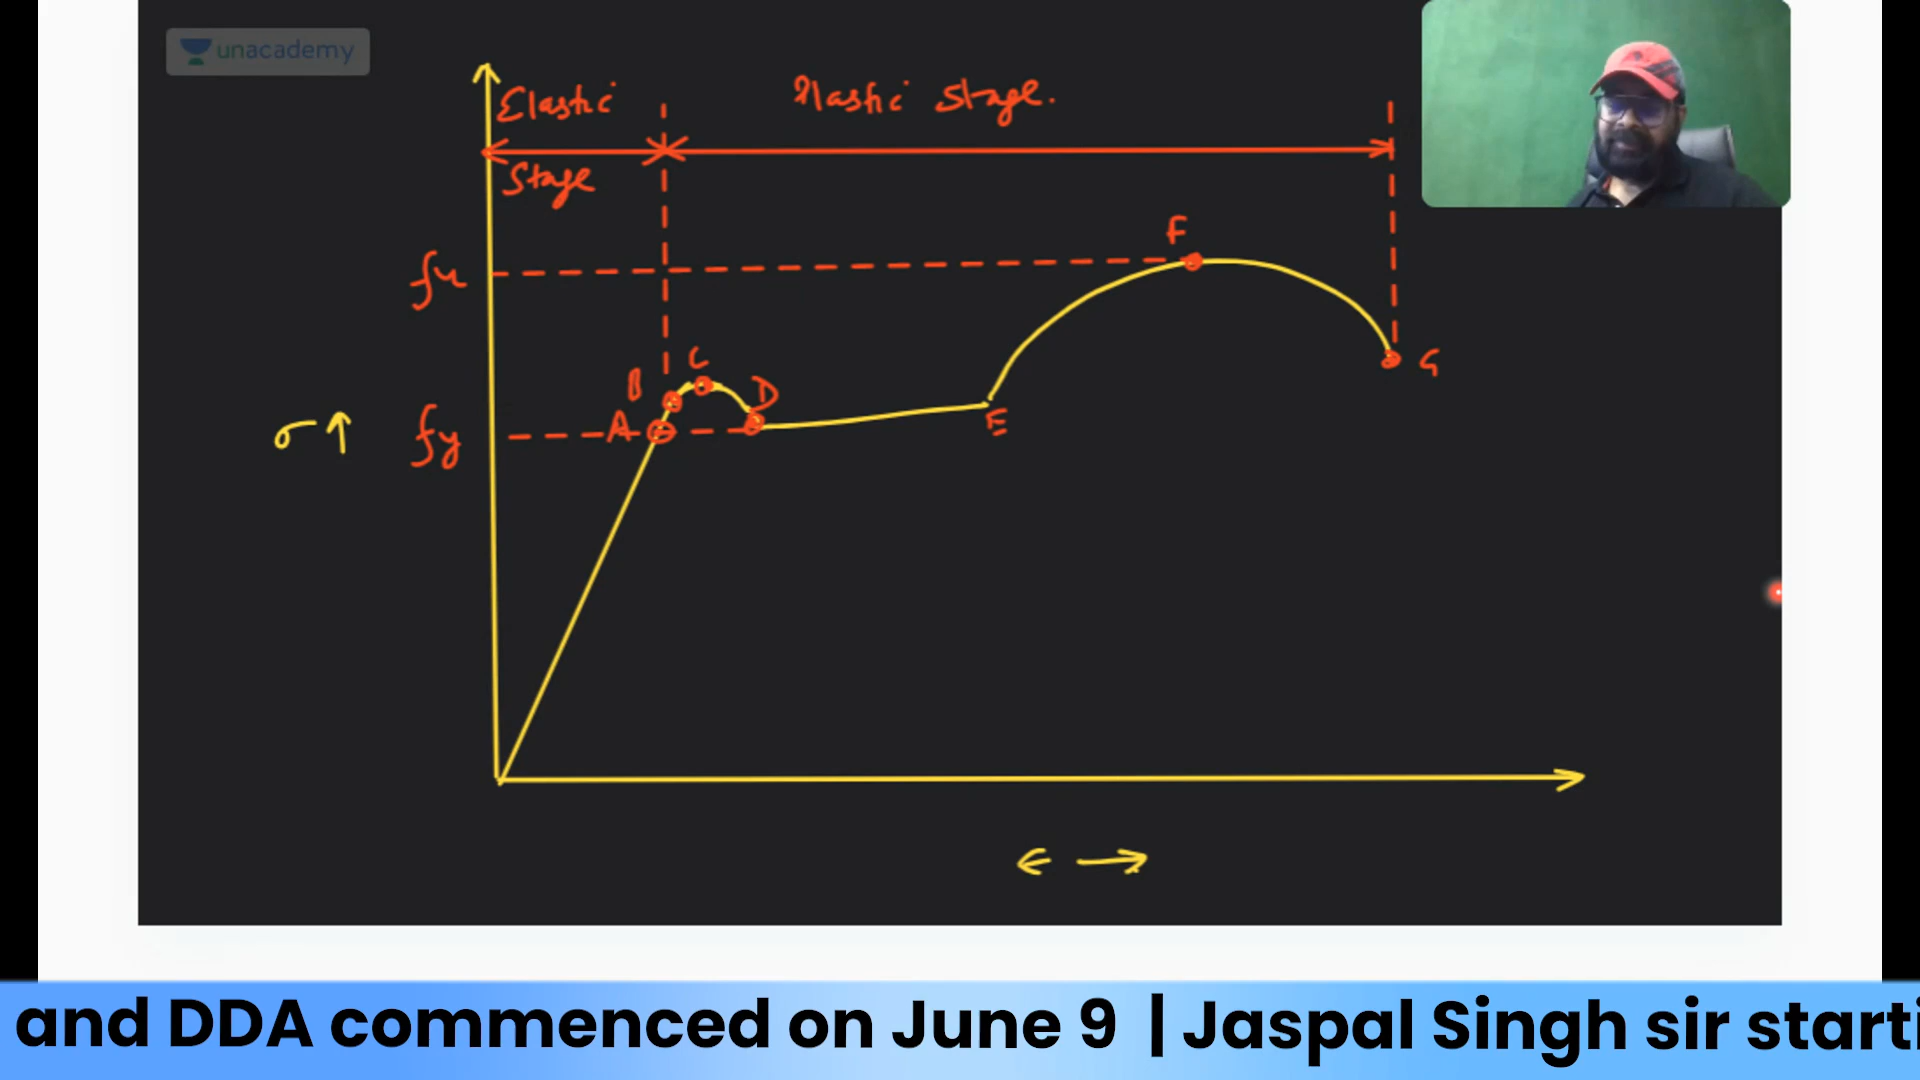 unacademy
Elastic
Plastic Stage.
Stage
F
fu
C
B
D
G
A
E
σ↑ fy
ϵ →
and DDA commenced on June 9 | Jaspal Singh sir starti